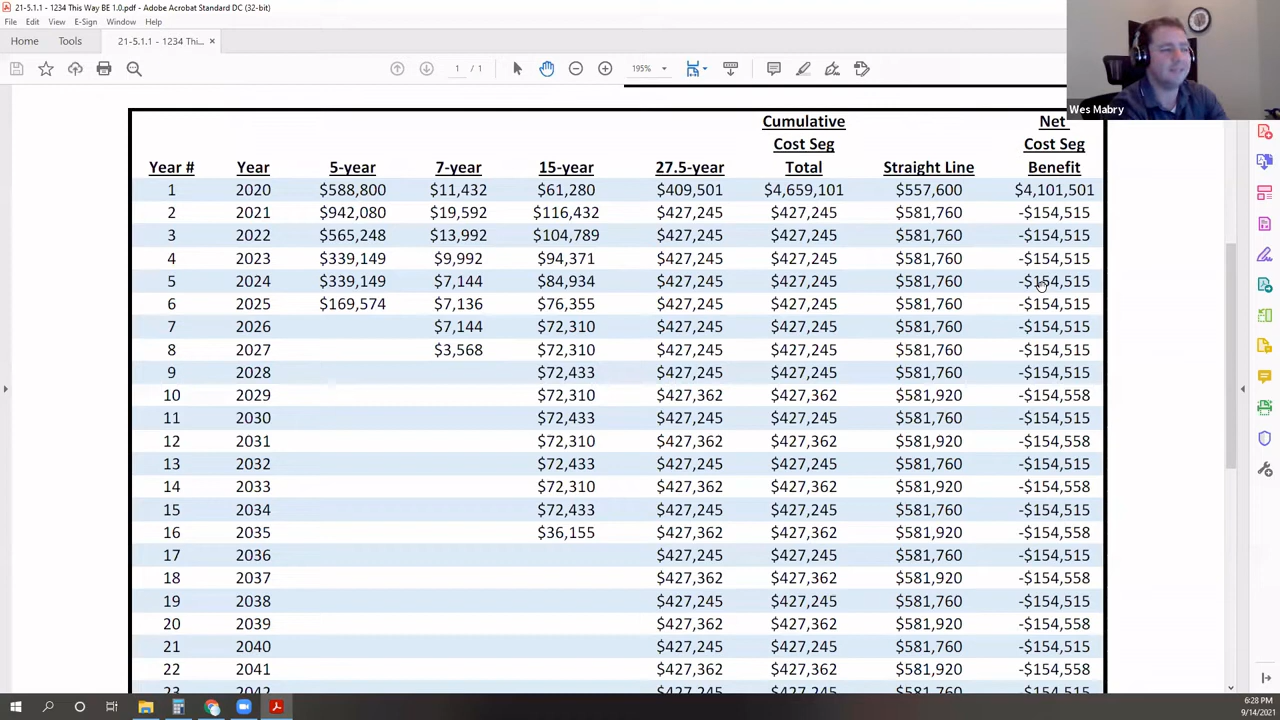 21-5.1.1 - 1234 This Way BE 1.0.pdf - Adobe Acrobat Standard DC (32-bit)
File Edit View E-Sign Window Help
Home Tools 21-5.1.1 - 1234 Thi... ×
1 / 1 195%
Wes Mabry
Cumulative Net
Cost Seg Cost Seg
Year # Year 5-year 7-year 15-year 27.5-year Total Straight Line Benefit
1 2020 $588,800 $11,432 $61,280 $409,501 $4,659,101 $557,600 $4,101,501
2 2021 $942,080 $19,592 $116,432 $427,245 $427,245 $581,760 -$154,515
3 2022 $565,248 $13,992 $104,789 $427,245 $427,245 $581,760 -$154,515
4 2023 $339,149 $9,992 $94,371 $427,245 $427,245 $581,760 -$154,515
5 2024 $339,149 $7,144 $84,934 $427,245 $427,245 $581,760 -$154,515
6 2025 $169,574 $7,136 $76,355 $427,245 $427,245 $581,760 -$154,515
7 2026 $7,144 $72,310 $427,245 $427,245 $581,760 -$154,515
8 2027 $3,568 $72,310 $427,245 $427,245 $581,760 -$154,515
9 2028 $72,433 $427,245 $427,245 $581,760 -$154,515
10 2029 $72,310 $427,362 $427,362 $581,920 -$154,558
11 2030 $72,433 $427,245 $427,245 $581,760 -$154,515
12 2031 $72,310 $427,362 $427,362 $581,920 -$154,558
13 2032 $72,433 $427,245 $427,245 $581,760 -$154,515
14 2033 $72,310 $427,362 $427,362 $581,920 -$154,558
15 2034 $72,433 $427,245 $427,245 $581,760 -$154,515
16 2035 $36,155 $427,362 $427,362 $581,920 -$154,558
17 2036 $427,245 $427,245 $581,760 -$154,515
18 2037 $427,362 $427,362 $581,920 -$154,558
19 2038 $427,245 $427,245 $581,760 -$154,515
20 2039 $427,362 $427,362 $581,920 -$154,558
21 2040 $427,245 $427,245 $581,760 -$154,515
22 2041 $427,362 $427,362 $581,920 -$154,558
23 2042 $427,245 $427,245 $581,760 -$154,515
6:28 PM
9/14/2021